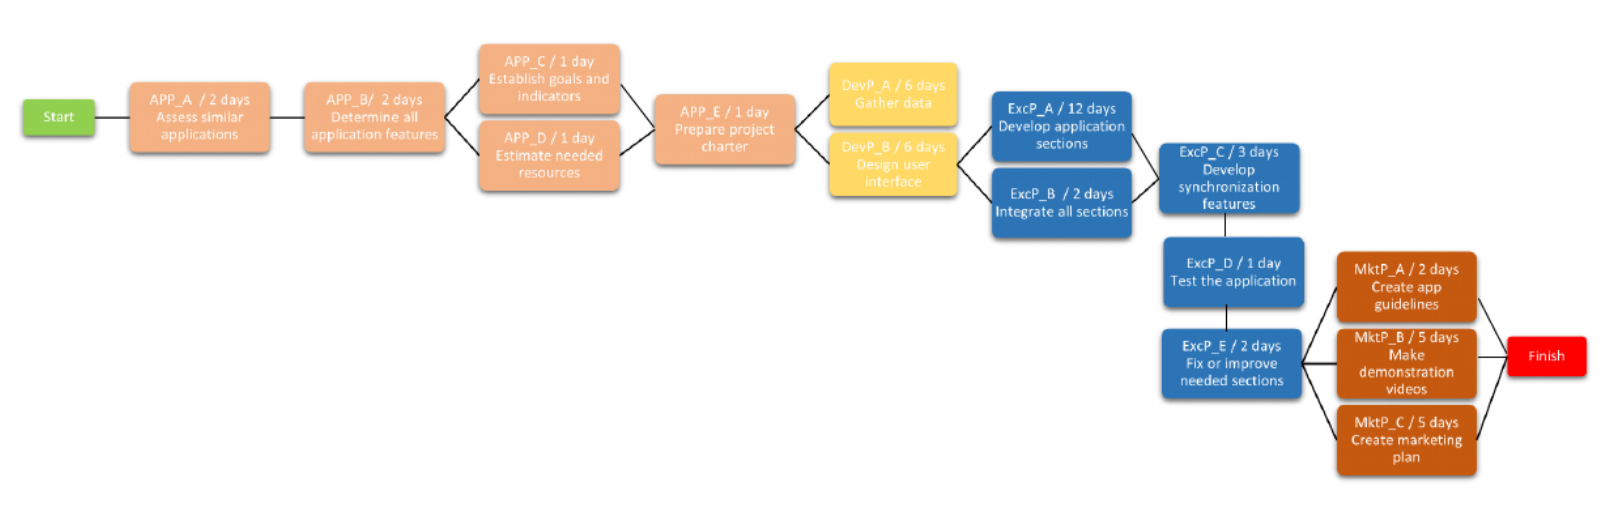 Start
APP_A / 2 days
Assess similar
applications
APP_B/ 2 days
Determine all
application features
APP_C / 1 day
Establish goals and
indicators
APP_D / 1 day
Estimate needed
resources
APP_E / 1 day
Prepare project
charter
DevP_A / 6 days
Gather data
DevP_B / 6 days
Design user
interface
ExcP_A / 12 days
Develop application
sections
ExcP_B / 2 days
Integrate all sections
ExcP_C / 3 days
Develop
synchronization
features
ExcP_D / 1 day
Test the application
ExcP_E / 2 days
Fix or improve
needed sections
MktP_A / 2 days
Create app
guidelines
MktP_B / 5 days
Make
demonstration
videos
MktP_C / 5 days
Create marketing
plan
Finish